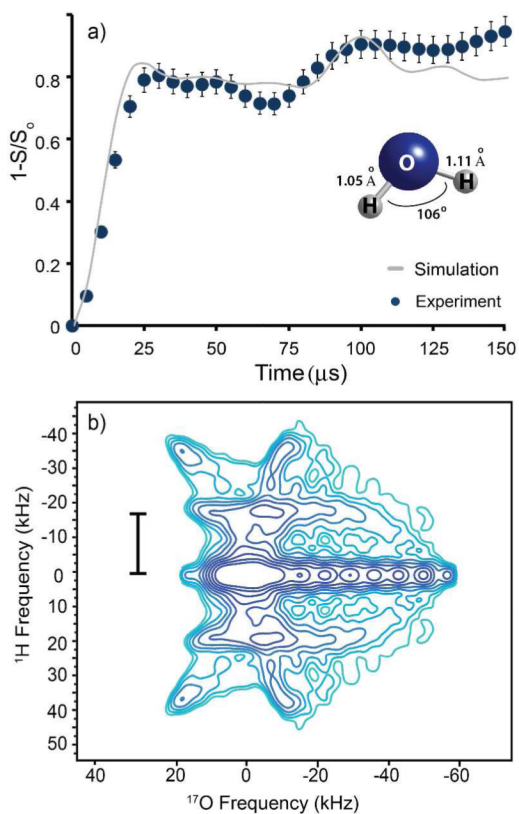 a)
1-S/S₀
1
0.8
0.6
0.4
0.2
0
0 25 50 75 100 125 150
Time (μs)
O
1.05 Å
1.11 Å
H
H
106°
Simulation
Experiment
b)
¹H Frequency (kHz)
-40
-30
-20
-10
0
10
20
30
40
50
40 20 0 -20 -40 -60
¹⁷O Frequency (kHz)